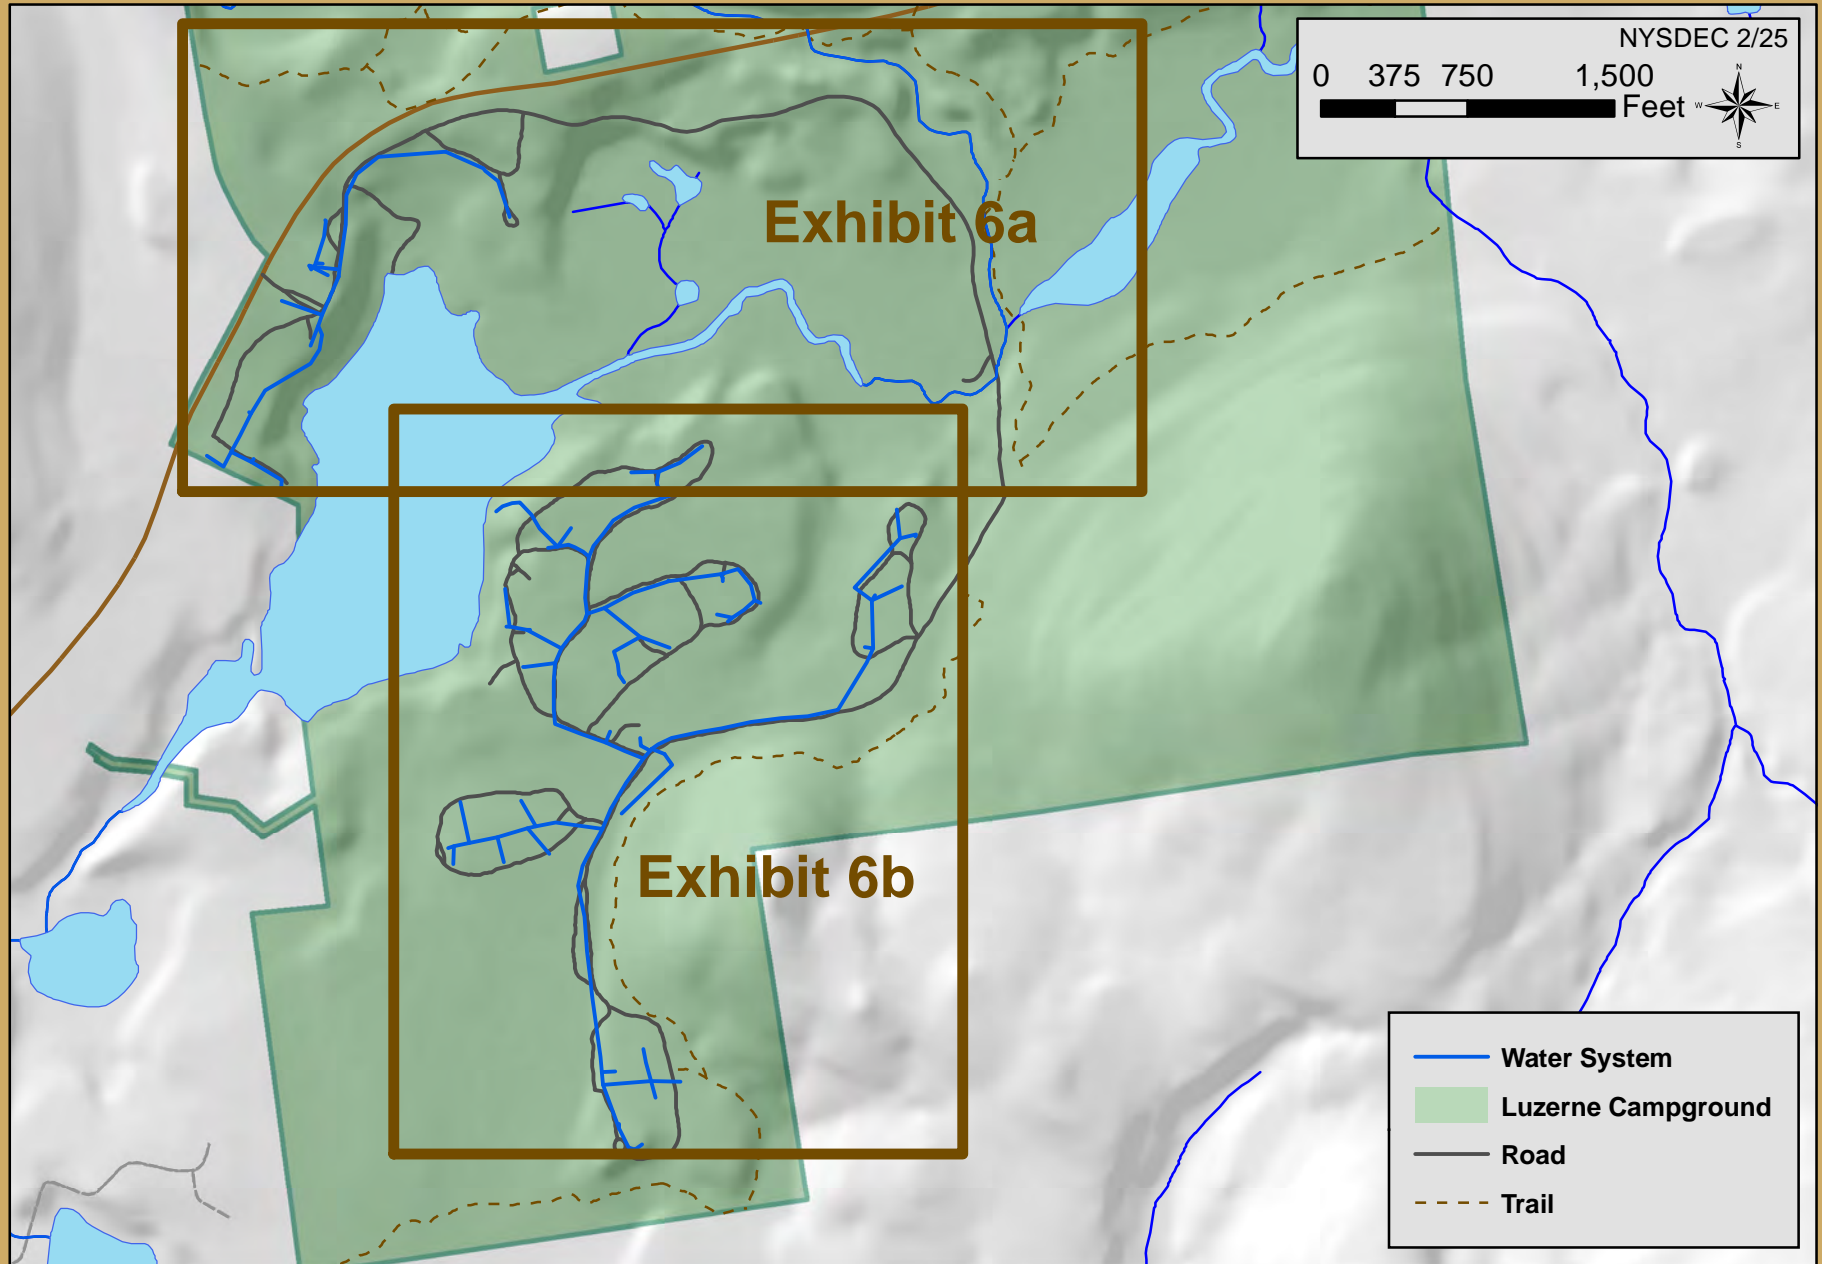 NYSDEC 2/25
0 375 750 1,500
Feet
N
W E
S
Exhibit 6a
Exhibit 6b
Water System
Luzerne Campground
Road
Trail